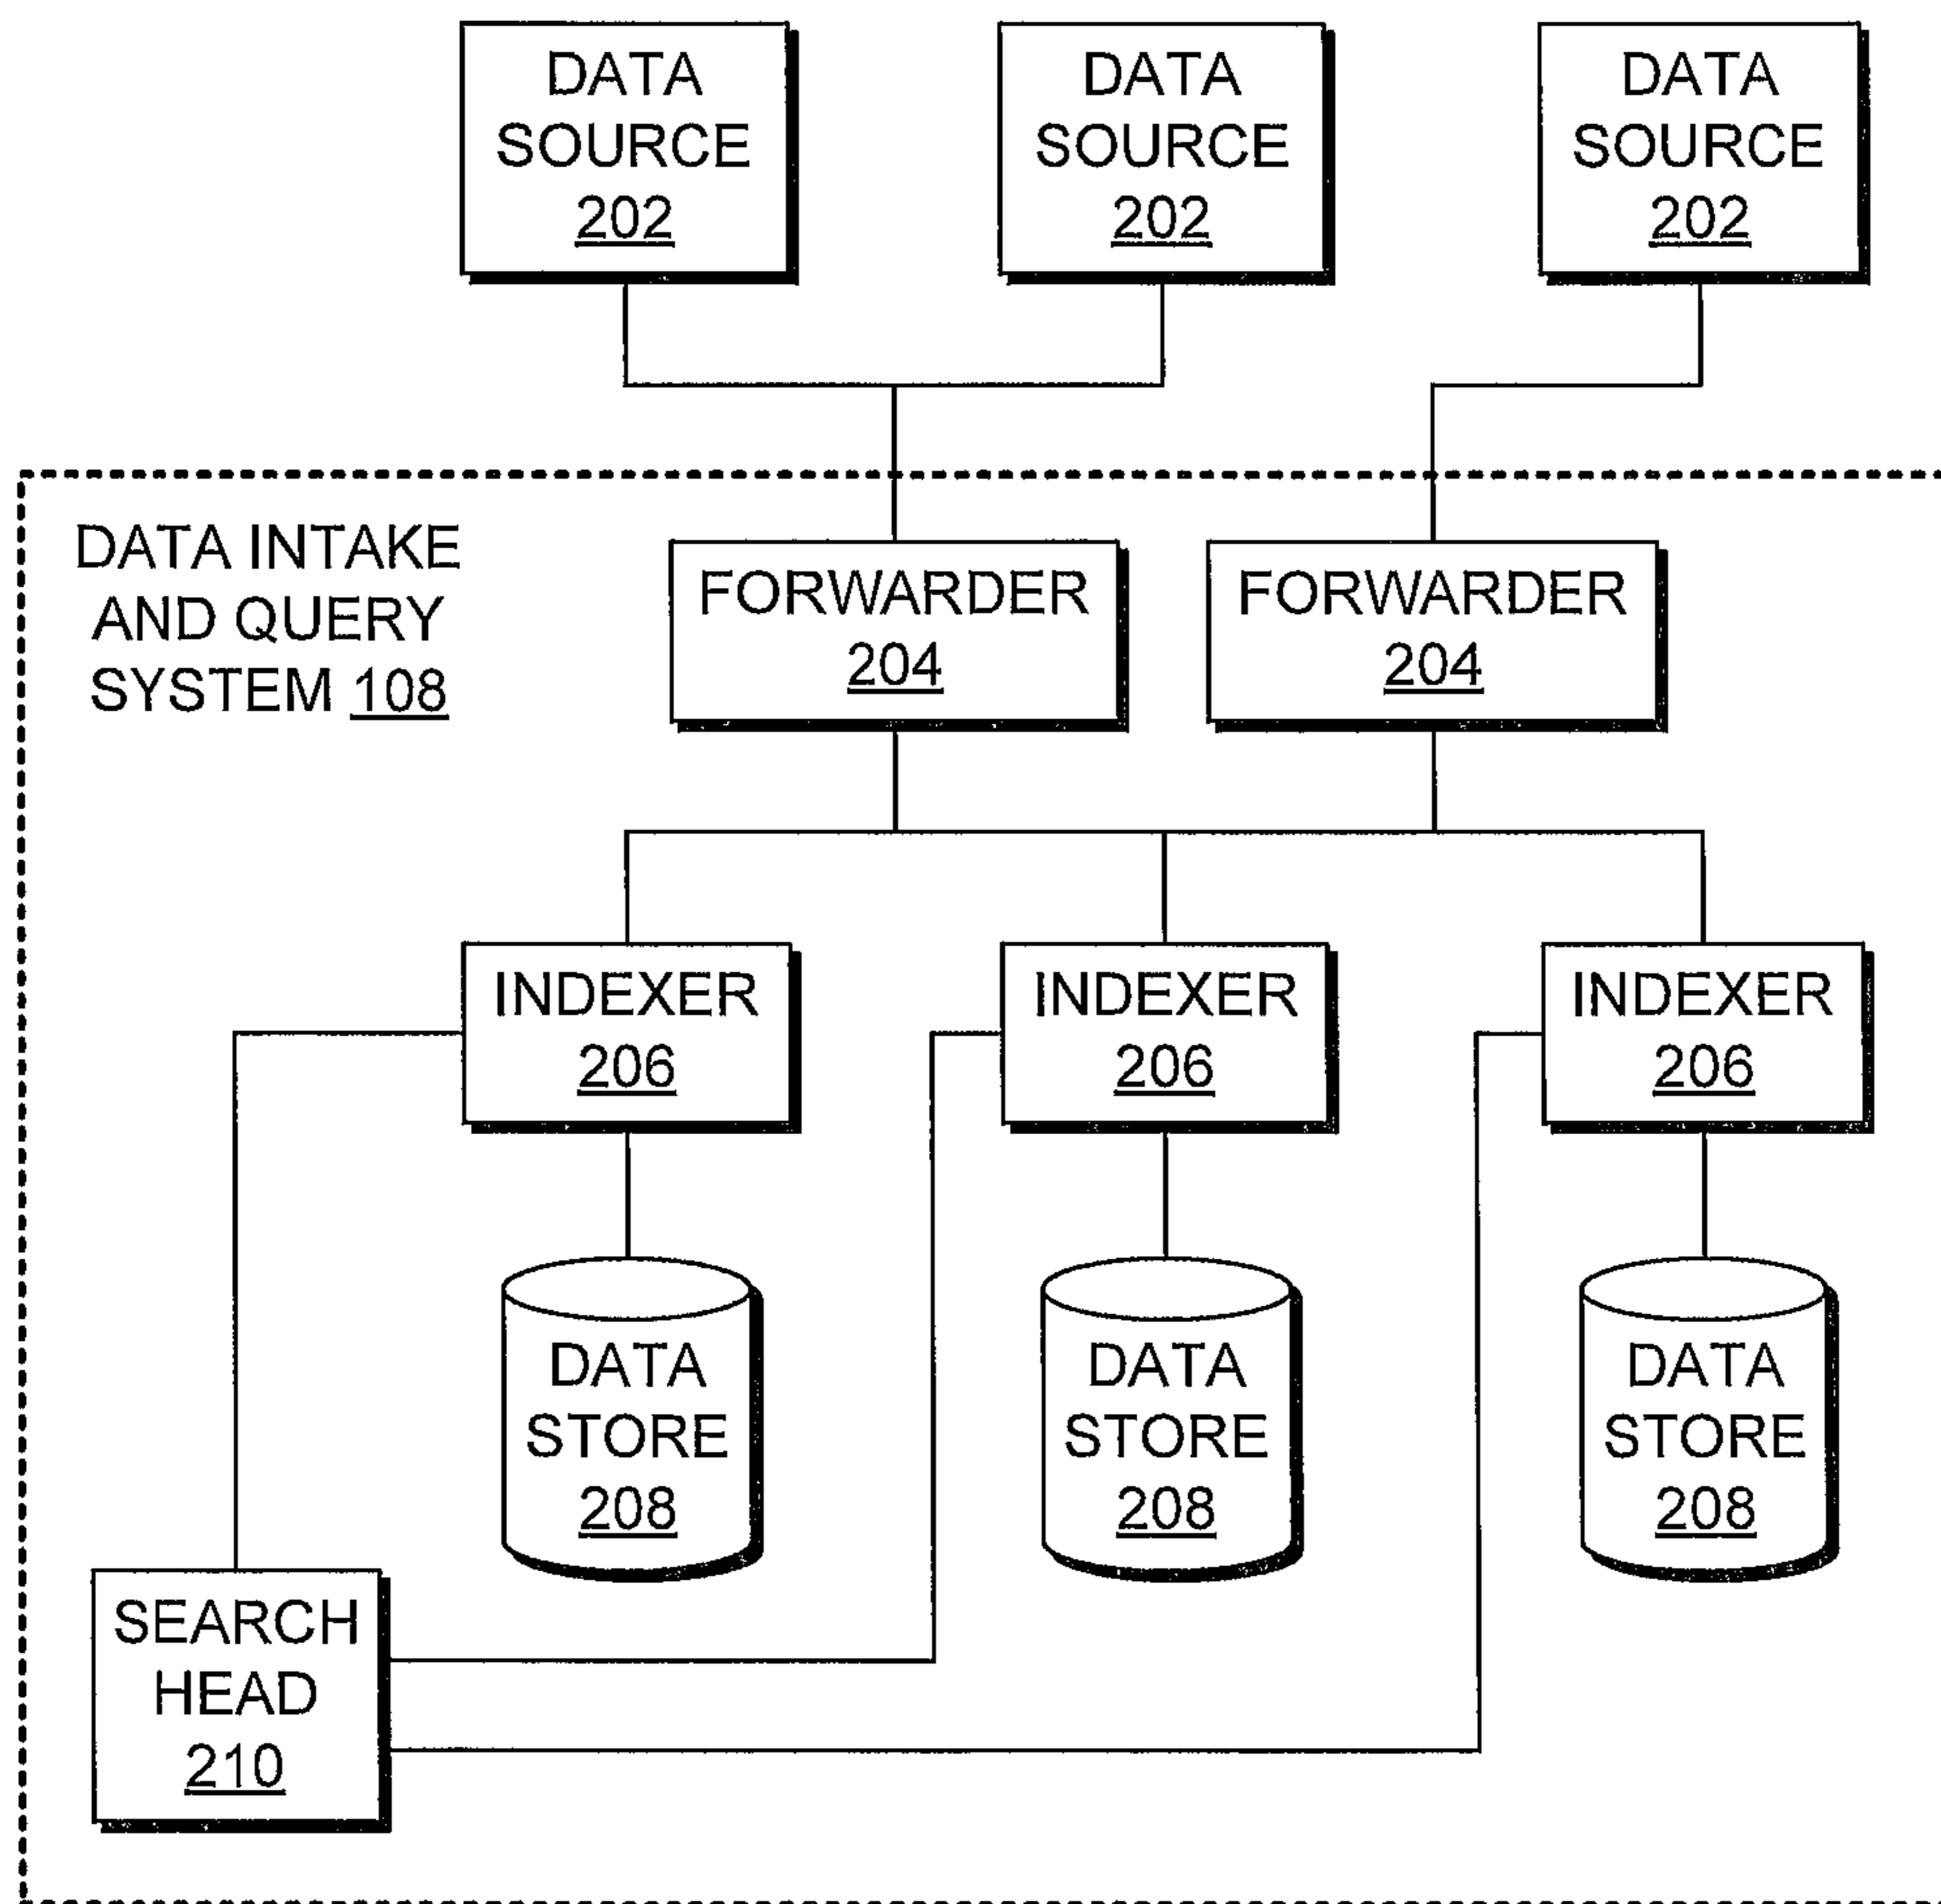 DATA
SOURCE
202
DATA
SOURCE
202
DATA
SOURCE
202
DATA INTAKE
AND QUERY
SYSTEM 108
FORWARDER
204
FORWARDER
204
INDEXER
206
INDEXER
206
INDEXER
206
DATA
STORE
208
DATA
STORE
208
DATA
STORE
208
SEARCH
HEAD
210